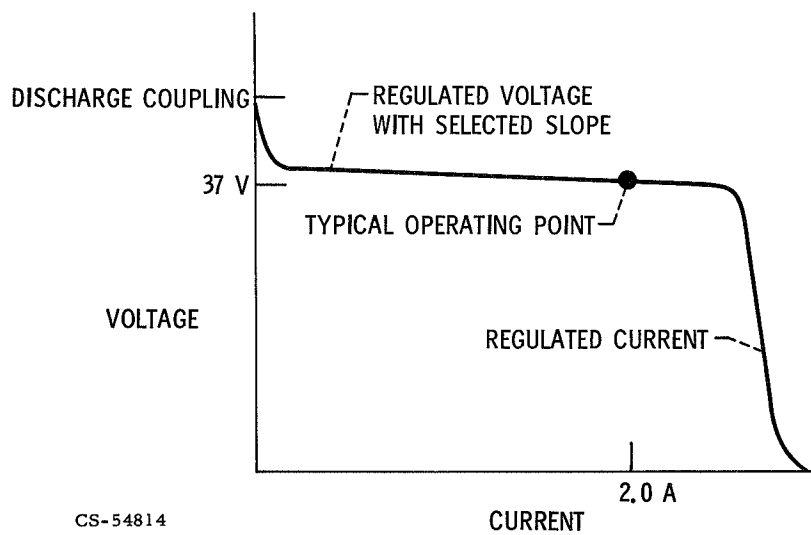 DISCHARGE COUPLING
REGULATED VOLTAGE
WITH SELECTED SLOPE
37 V
TYPICAL OPERATING POINT
VOLTAGE
REGULATED CURRENT
2.0 A
CS-54814
CURRENT